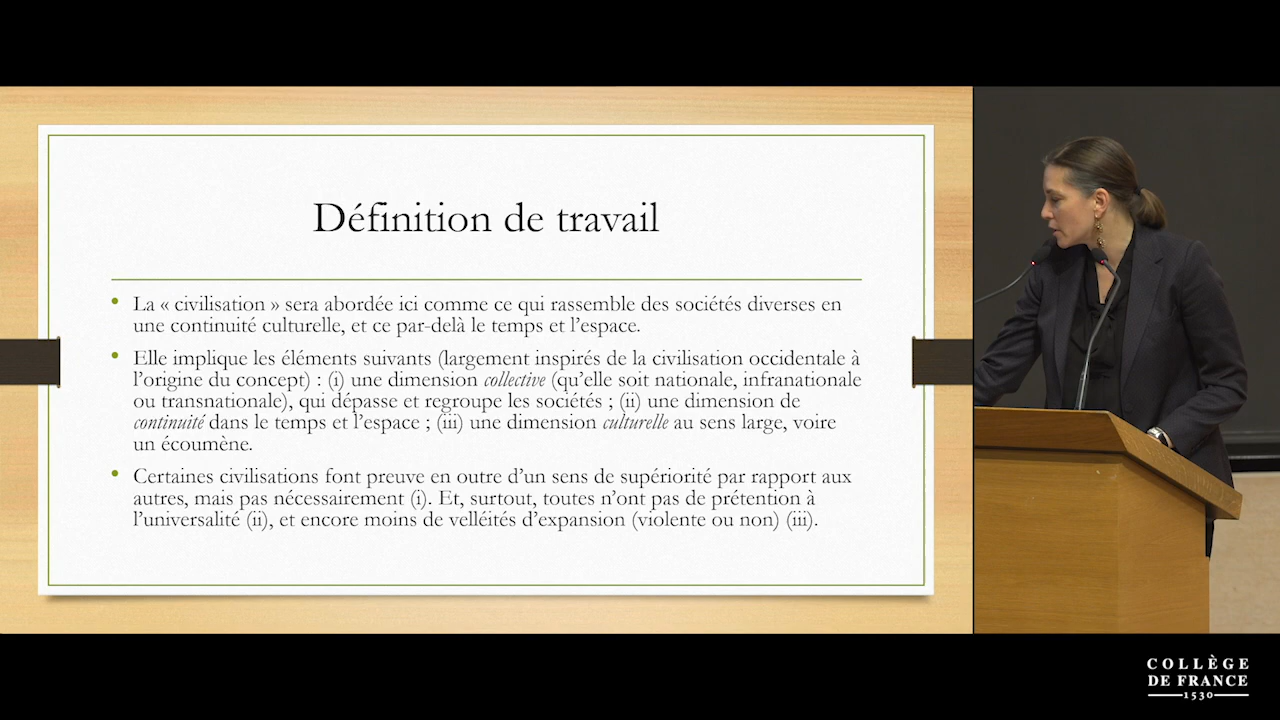 Définition de travail
• La « civilisation » sera abordée ici comme ce qui rassemble des sociétés diverses en
une continuité culturelle, et ce par-delà le temps et l’espace.
• Elle implique les éléments suivants (largement inspirés de la civilisation occidentale à
l’origine du concept) : (i) une dimension collective (qu’elle soit nationale, infranationale
ou transnationale), qui dépasse et regroupe les sociétés ; (ii) une dimension de
continuité dans le temps et l’espace ; (iii) une dimension culturelle au sens large, voire
un écoumène.
• Certaines civilisations font preuve en outre d’un sens de supériorité par rapport aux
autres, mais pas nécessairement (i). Et, surtout, toutes n’ont pas de prétention à
l’universalité (ii), et encore moins de velléités d’expansion (violente ou non) (iii).
COLLÈGE
DE FRANCE
1530